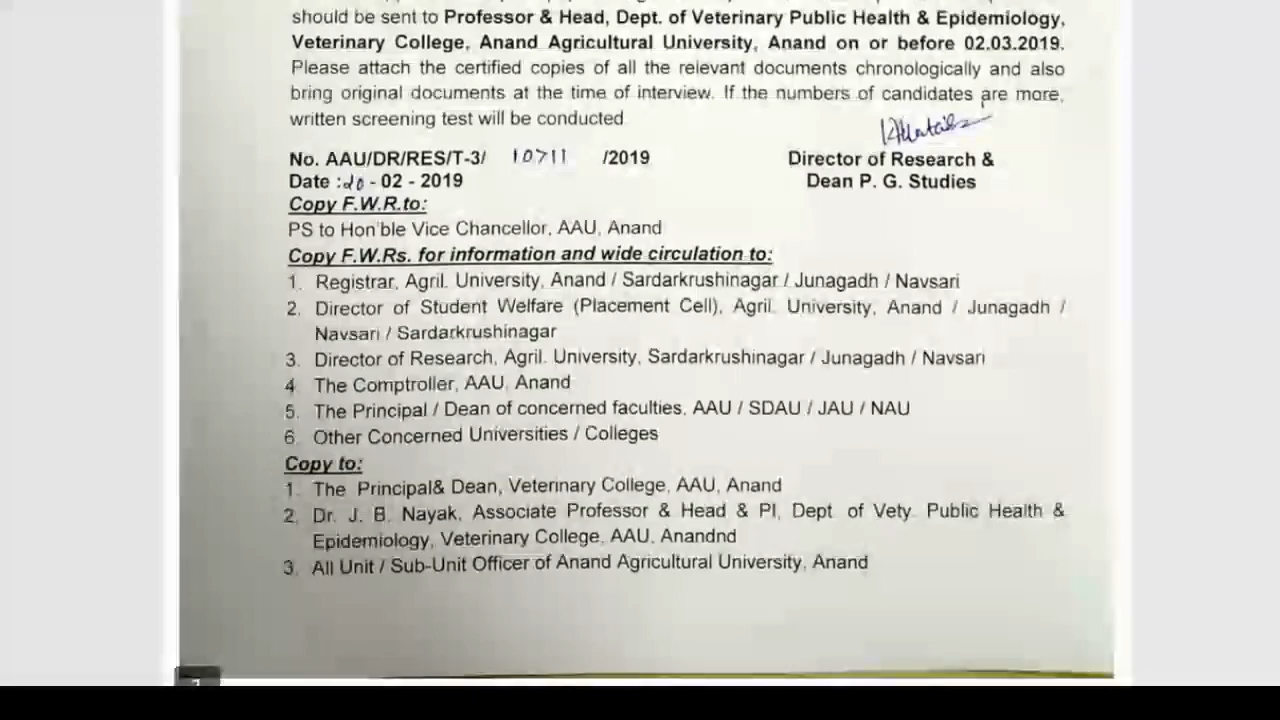 should be sent to Professor & Head, Dept. of Veterinary Public Health & Epidemiology,
Veterinary College, Anand Agricultural University, Anand on or before 02.03.2019.
Please attach the certified copies of all the relevant documents chronologically and also
bring original documents at the time of interview. If the numbers of candidates are more,
written screening test will be conducted
No. AAU/DR/RES/T-3/ 10711 /2019
Director of Research &
Date :20 - 02 - 2019
Dean P. G. Studies
Copy F.W.R.to:
PS to Hon'ble Vice Chancellor, AAU, Anand
Copy F.W.Rs. for information and wide circulation to:
1. Registrar, Agril. University, Anand / Sardarkrushinagar / Junagadh / Navsari
2. Director of Student Welfare (Placement Cell), Agril. University, Anand / Junagadh /
Navsari / Sardarkrushinagar
3. Director of Research, Agril. University, Sardarkrushinagar / Junagadh / Navsari
4. The Comptroller, AAU, Anand
5. The Principal / Dean of concerned faculties, AAU / SDAU / JAU / NAU
6. Other Concerned Universities / Colleges
Copy to:
1. The Principal& Dean, Veterinary College, AAU, Anand
2. Dr. J. B. Nayak, Associate Professor & Head & PI, Dept. of Vety. Public Health &
Epidemiology, Veterinary College, AAU, Anandnd
3. All Unit / Sub-Unit Officer of Anand Agricultural University, Anand